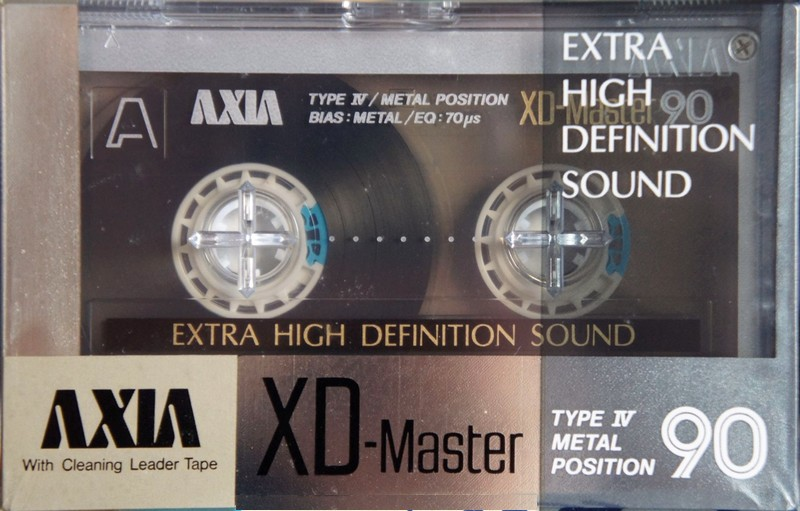 EXTRA
HIGH
DEFINITION
SOUND
A
AXIA
TYPE IV / METAL POSITION
BIAS : METAL / EQ : 70μs
XD-Master 90
EXTRA HIGH DEFINITION SOUND
AXIA
With Cleaning Leader Tape
XD-Master
TYPE IV
METAL
POSITION
90